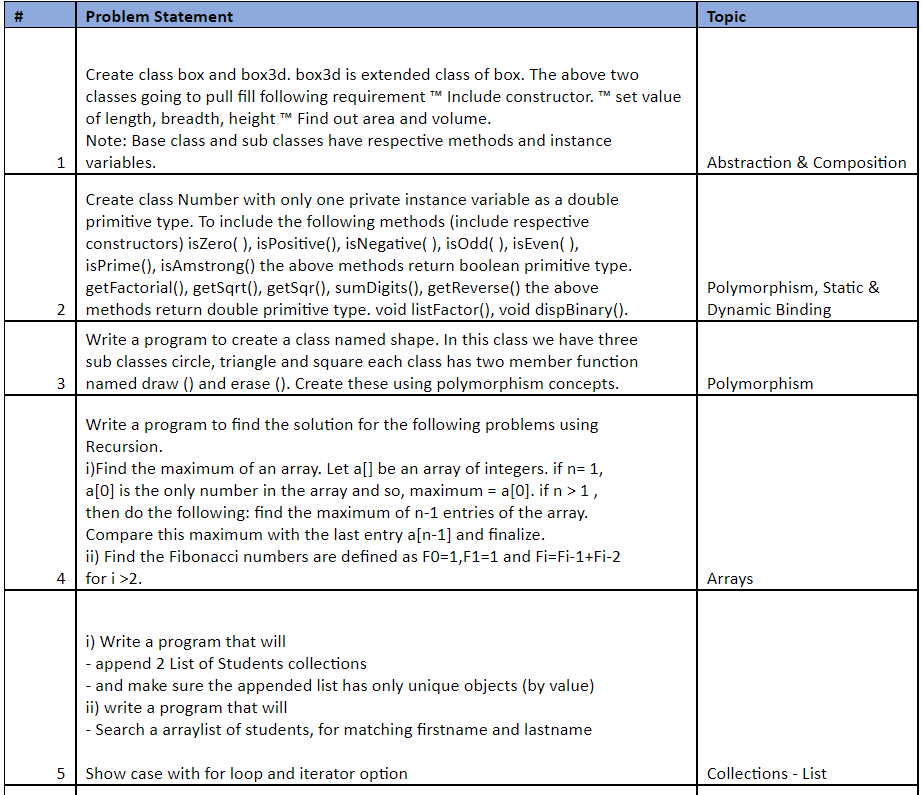 # Problem Statement Topic
Create class box and box3d. box3d is extended class of box. The above two
classes going to pull fill following requirement ™ Include constructor. ™ set value
of length, breadth, height ™ Find out area and volume.
Note: Base class and sub classes have respective methods and instance
1 variables. Abstraction & Composition
Create class Number with only one private instance variable as a double
primitive type. To include the following methods (include respective
constructors) isZero( ), isPositive(), isNegative( ), isOdd( ), isEven( ),
isPrime(), isAmstrong() the above methods return boolean primitive type.
getFactorial(), getSqrt(), getSqr(), sumDigits(), getReverse() the above Polymorphism, Static &
2 methods return double primitive type. void listFactor(), void dispBinary(). Dynamic Binding
Write a program to create a class named shape. In this class we have three
sub classes circle, triangle and square each class has two member function
3 named draw () and erase (). Create these using polymorphism concepts. Polymorphism
Write a program to find the solution for the following problems using
Recursion.
i)Find the maximum of an array. Let a[] be an array of integers. if n= 1,
a[0] is the only number in the array and so, maximum = a[0]. if n > 1 ,
then do the following: find the maximum of n-1 entries of the array.
Compare this maximum with the last entry a[n-1] and finalize.
ii) Find the Fibonacci numbers are defined as F0=1,F1=1 and Fi=Fi-1+Fi-2
4 for i >2. Arrays
i) Write a program that will
- append 2 List of Students collections
- and make sure the appended list has only unique objects (by value)
ii) write a program that will
- Search a arraylist of students, for matching firstname and lastname
5 Show case with for loop and iterator option Collections - List